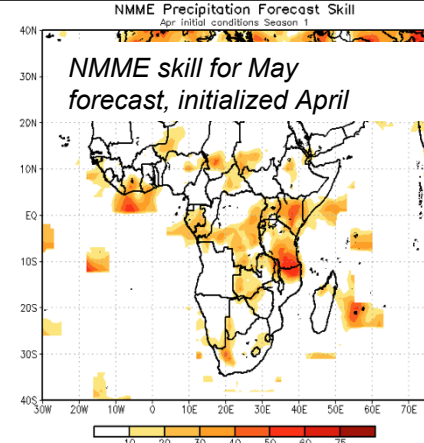 NMME Precipitation Forecast Skill
Apr initial conditions Season 1
NMME skill for May
forecast, initialized April
40N
30N
20N
10N
EQ
10S
20S
30S
40S
30W 20W 10W 0 10E 20E 30E 40E 50E 60E 70E
10 20 30 40 50 60 75